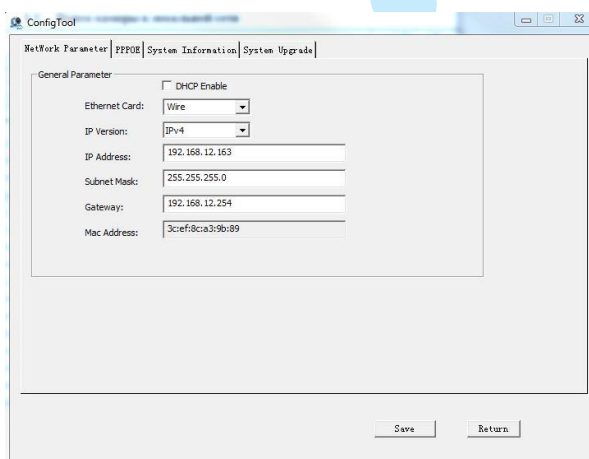 ConfigTool
NetWork Parameter PPPOE System Information System Upgrade
General Parameter
DHCP Enable
Ethernet Card: Wire
IP Version: IPv4
IP Address: 192.168.12.163
Subnet Mask: 255.255.255.0
Gateway: 192.168.12.254
Mac Address: 3c:ef:8c:a3:9b:89
Save Return